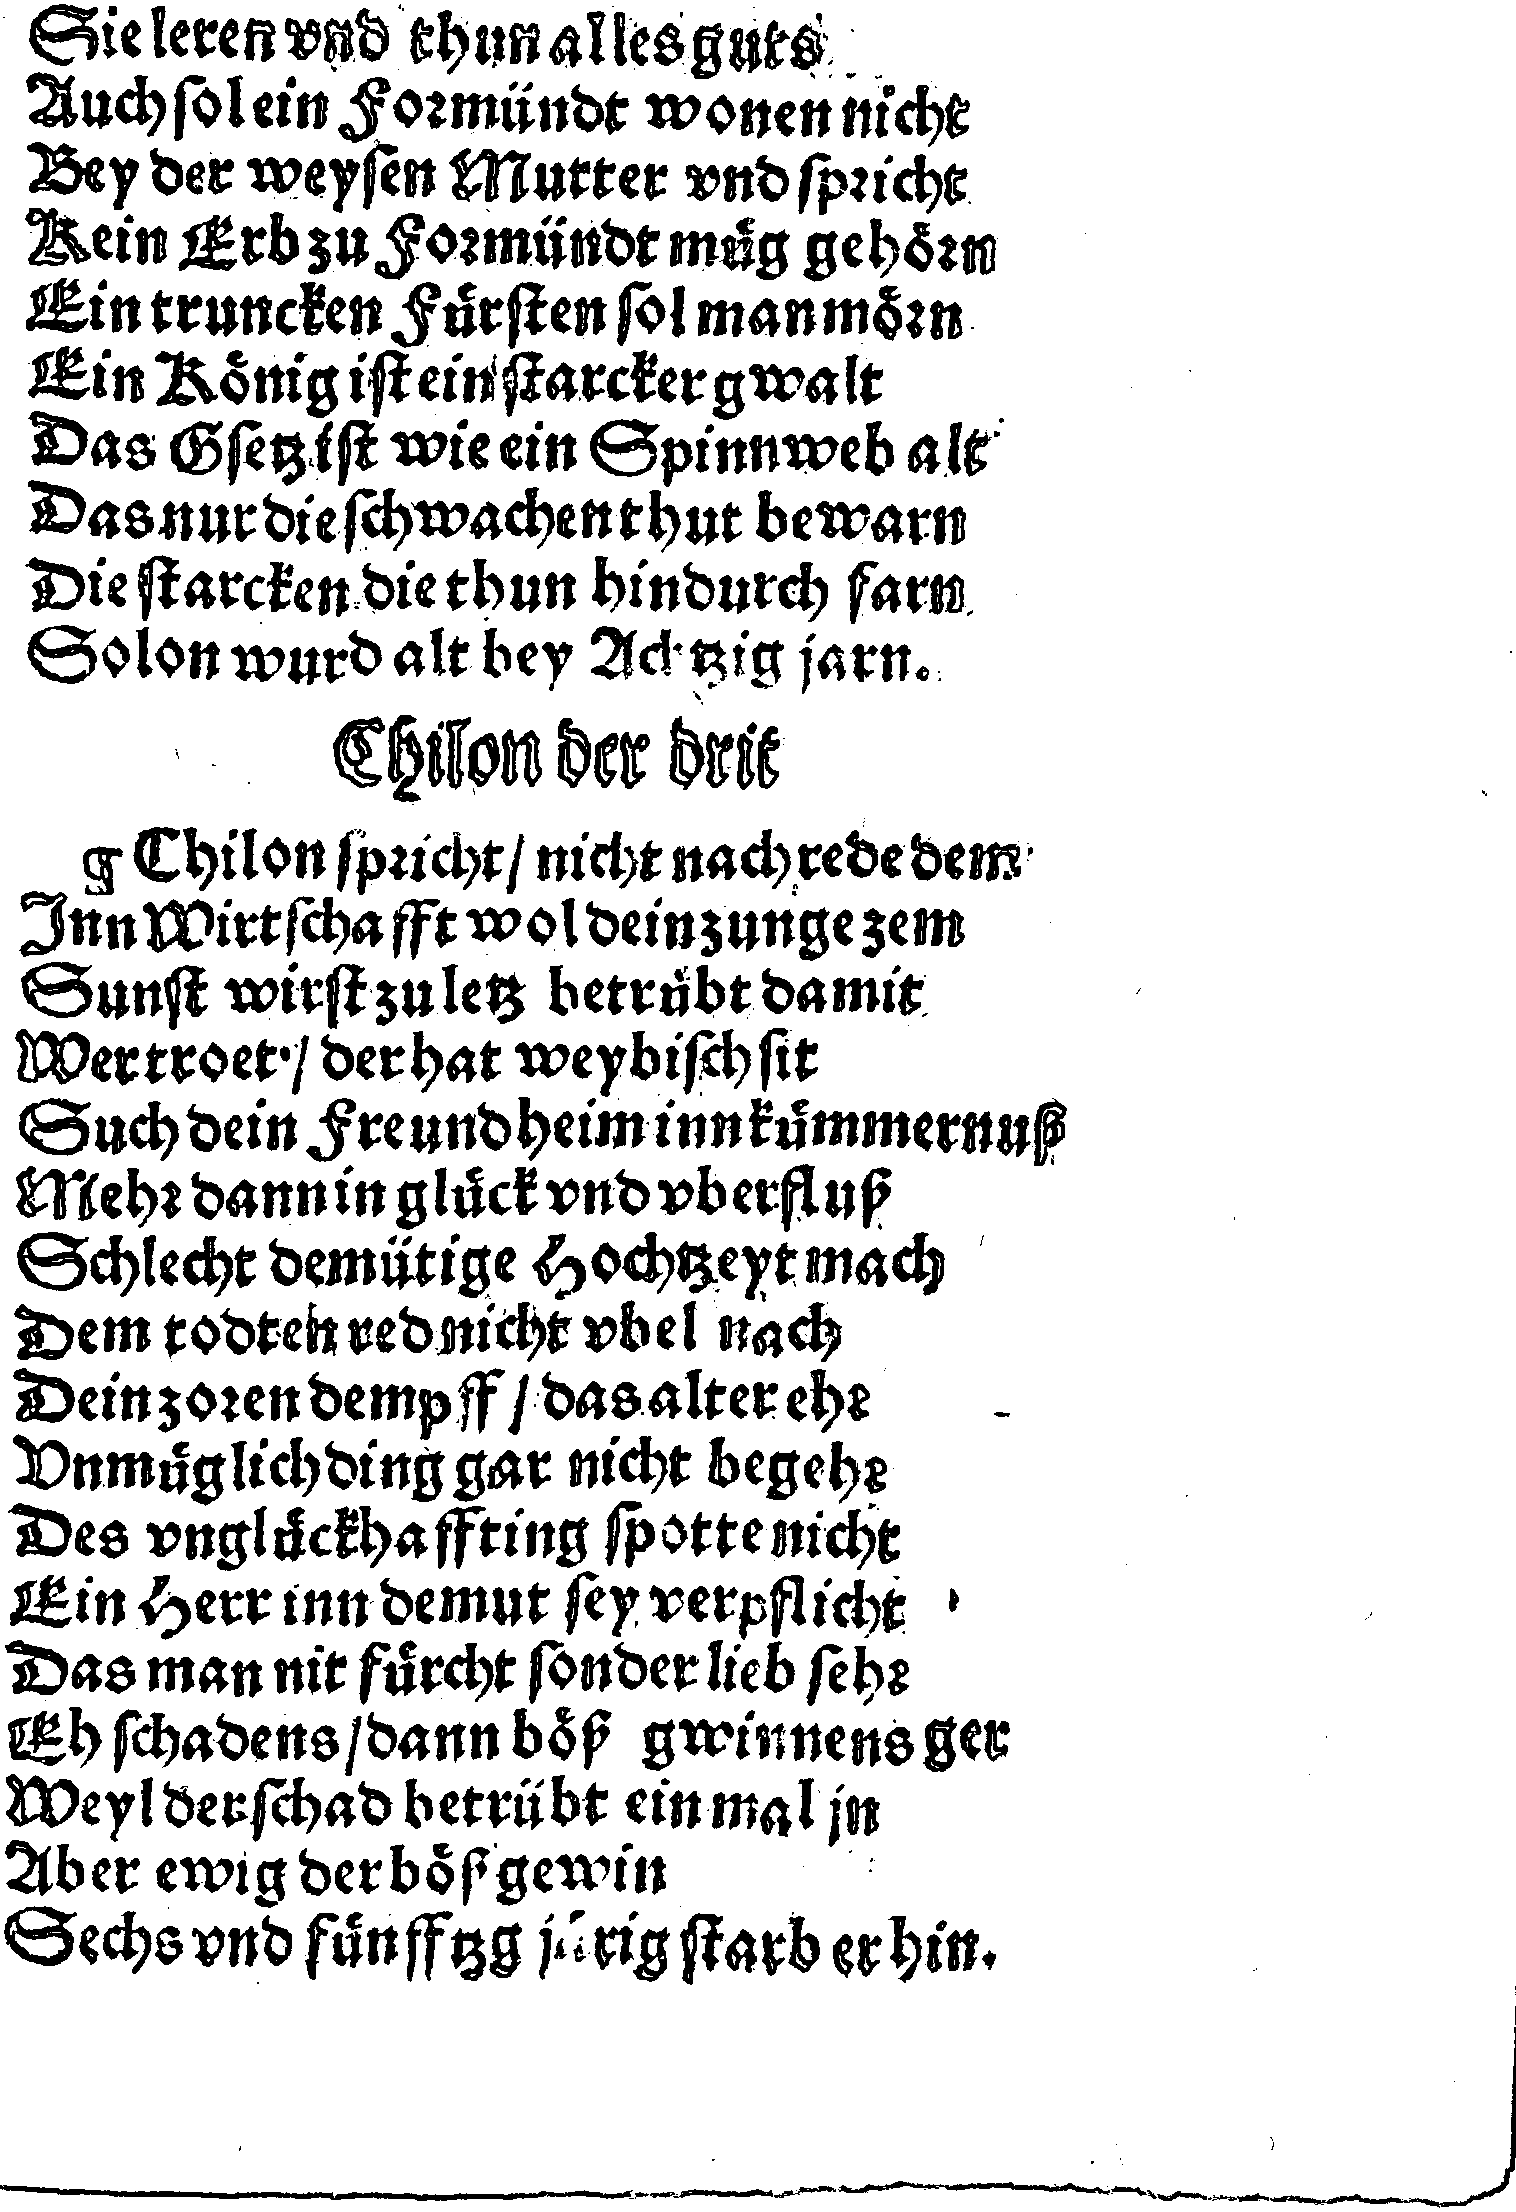 Sie leren vnd thun alles guts
Auch sol ein Formündt wonen nicht
Bey der weysen Mutter vnd spricht
Kein Erb zu Formündt müg gehörn
Ein truncken Fürsten sol man mörn
Ein König ist ein starcker gwalt
Das Gsetz ist wie ein Spinnweb alt
Das nur die schwachen thut bewarn
Die starcken die thun hindurch farn
Solon wurd alt bey Achtzig jarn.
Chilon der drit
Chilon spricht / nicht nachrede dem
Inn Wirtschafft wol dein zunge zem
Sunst wirst zu letz betrübt damit
Wer troet / der hat weybisch sit
Such dein Freund heim inn kümmernuß
Mehr dann in glück vnd vberfluß
Schlecht demütige Hochtzeyt mach
Dem todten red nicht vbel nach
Dein zoren dempff / das alter ehr
Vnmüglich ding gar nicht begehr
Des vnglückhaffting spotte nicht
Ein Herr inn demut sey verpflicht
Das man nit fürcht sonder lieb sehr
Eh schadens / dann böß gwinnens ger
Weyl der schad betrübt ein mal jn
Aber ewig der böß gewin
Sechs vnd fünfftzg järig starb er hin.